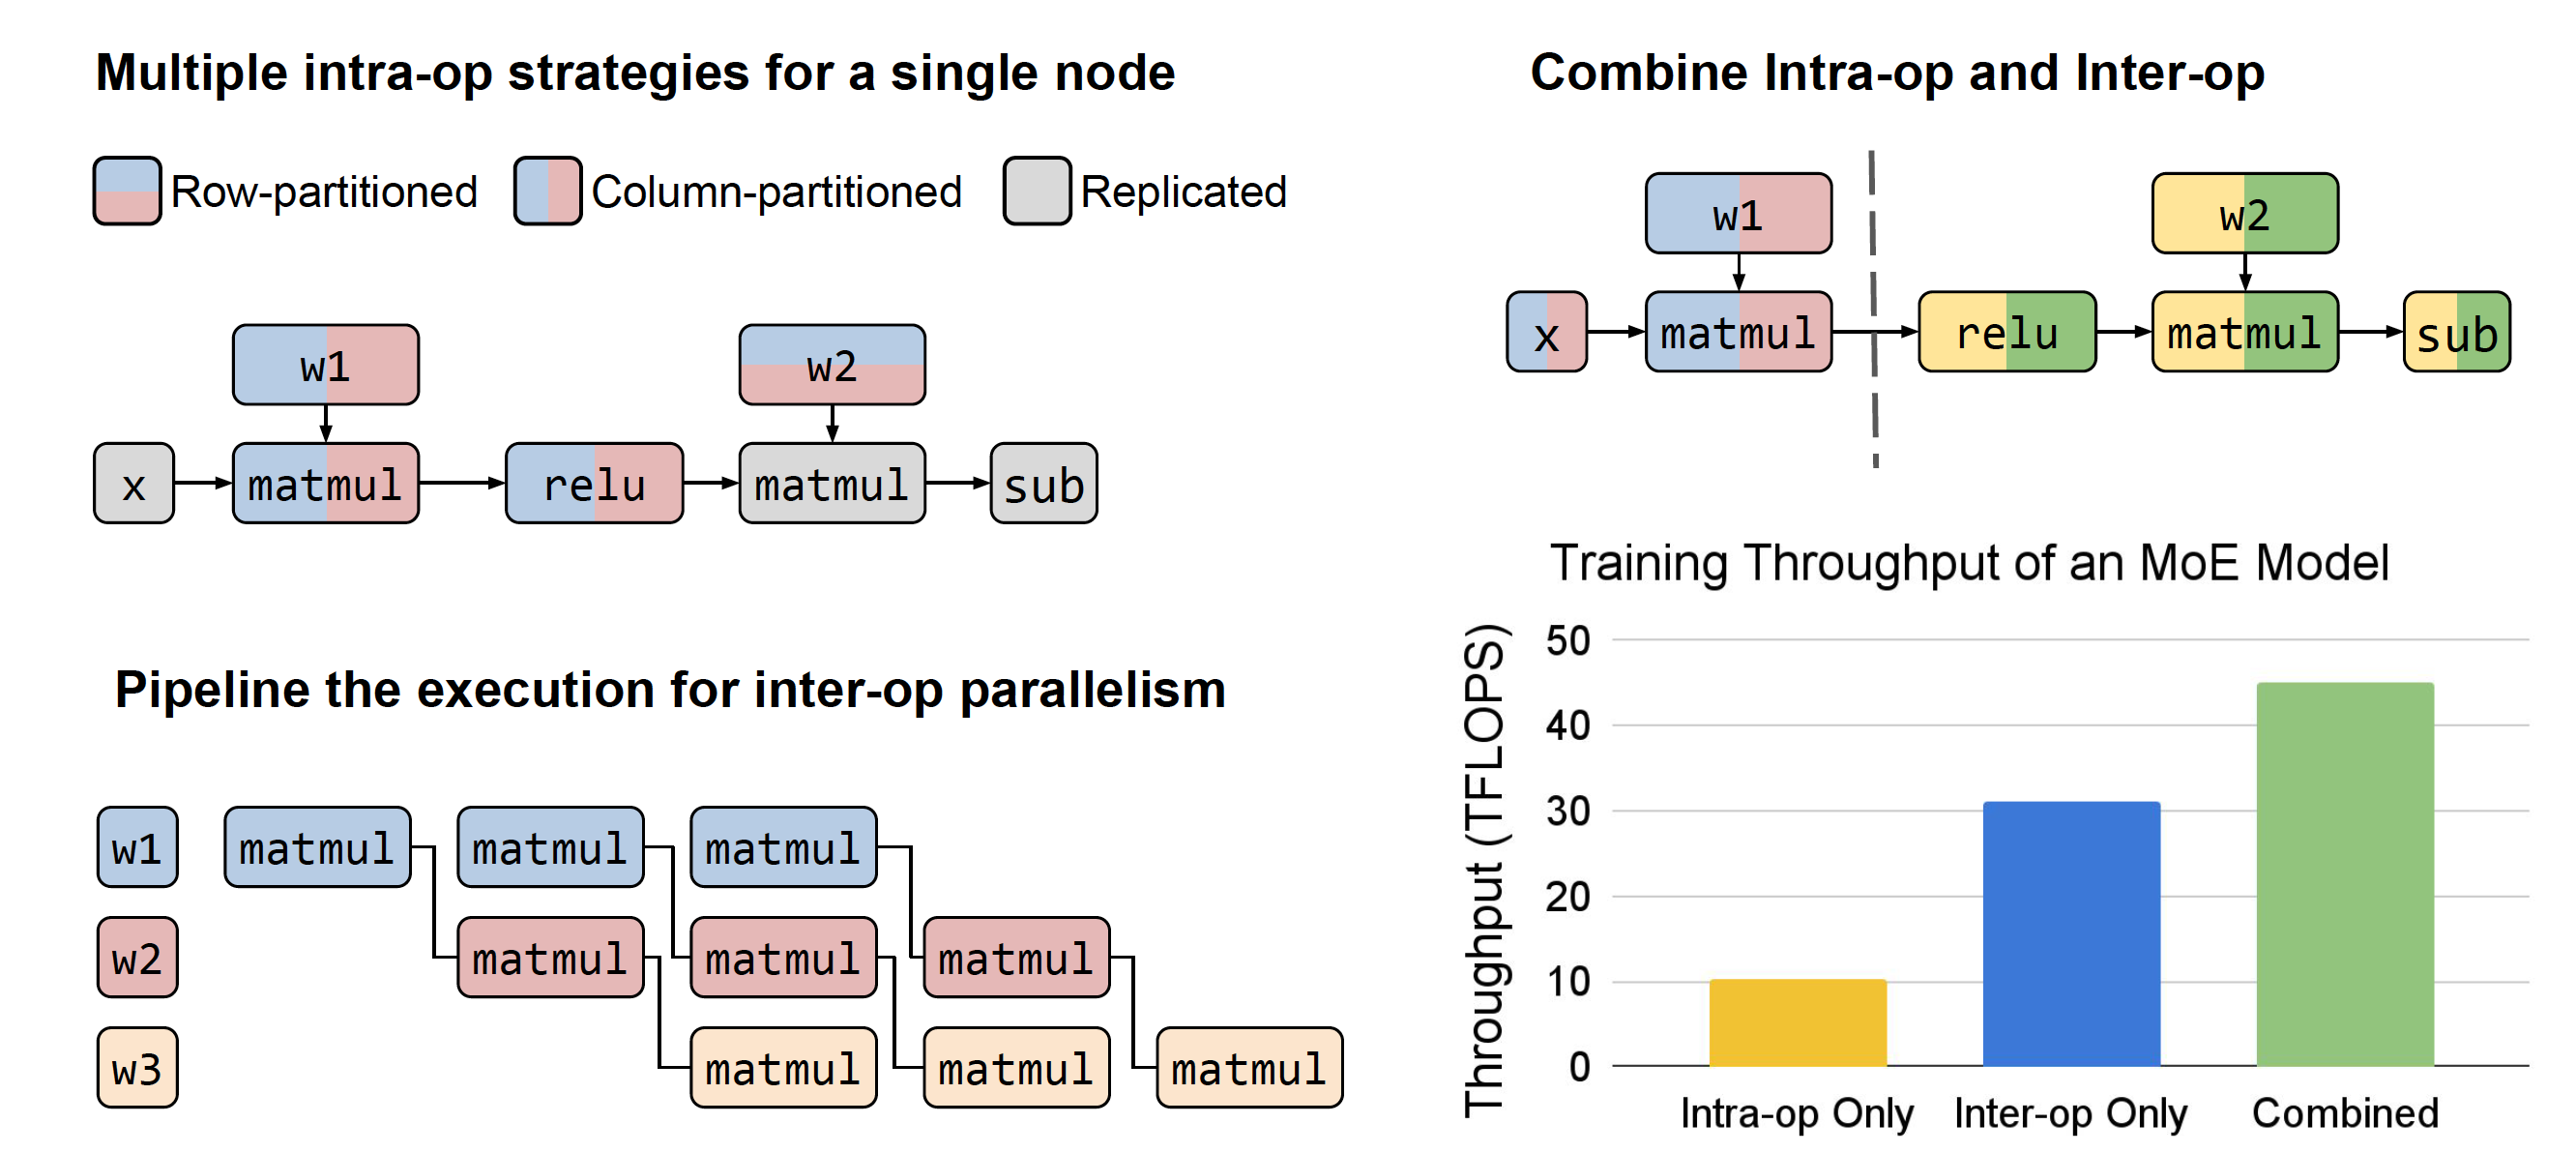 Multiple intra-op strategies for a single node
Row-partitioned
Column-partitioned
Replicated
w1
w2
x
matmul
relu
matmul
sub
Pipeline the execution for inter-op parallelism
w1
matmul
matmul
matmul
w2
matmul
matmul
matmul
w3
matmul
matmul
matmul
Combine Intra-op and Inter-op
w1
w2
x
matmul
relu
matmul
sub
Training Throughput of an MoE Model
Throughput (TFLOPS)
50
40
30
20
10
0
Intra-op Only
Inter-op Only
Combined